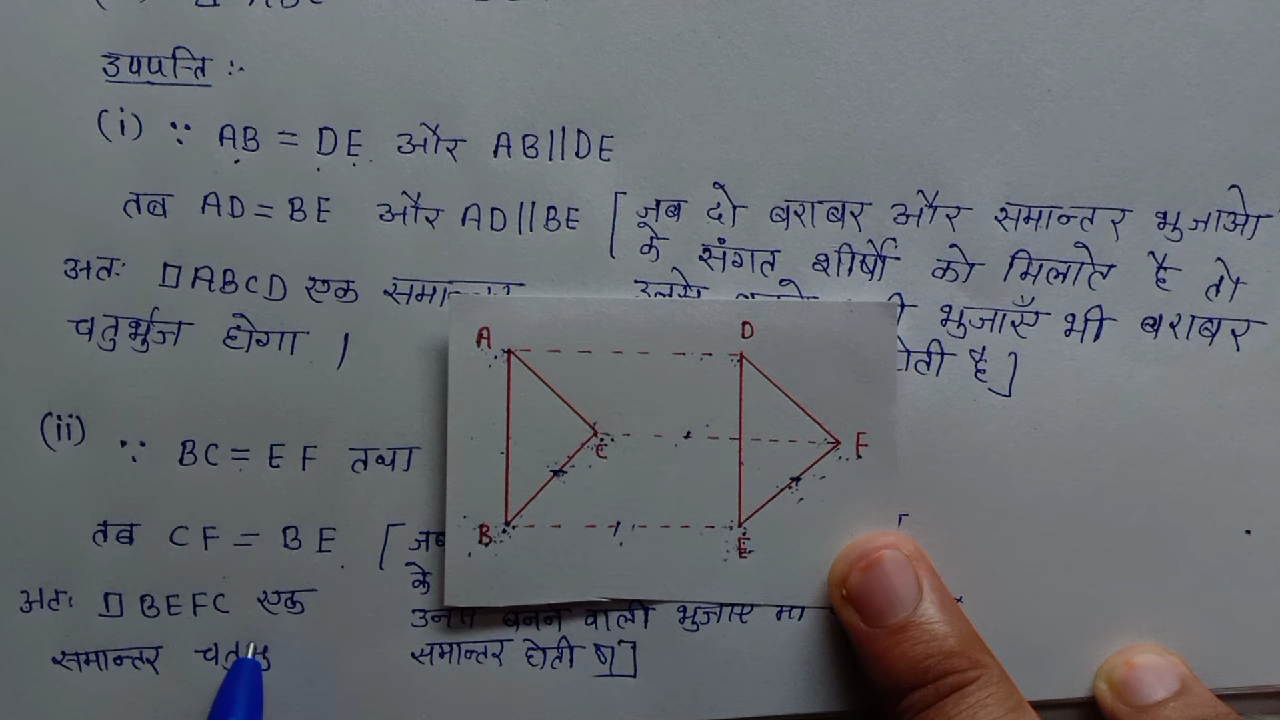 उपपत्ति :-
(i) ∵ AB = DE और AB||DE
तब AD = BE और AD||BE [जब दो बराबर और समान्तर भुजाओ
के संगत शीर्षो को मिलाते है तो
अतः □ABCD एक
भुजाएँ भी बराबर
चतुर्भुज होगा ।
है]
(ii) ∵ BC = EF तथा
तब CF = BE [
के
अतः □BEFC एक
वाली
समान्तर
समान्तर होती
A
D
C
F
B
E